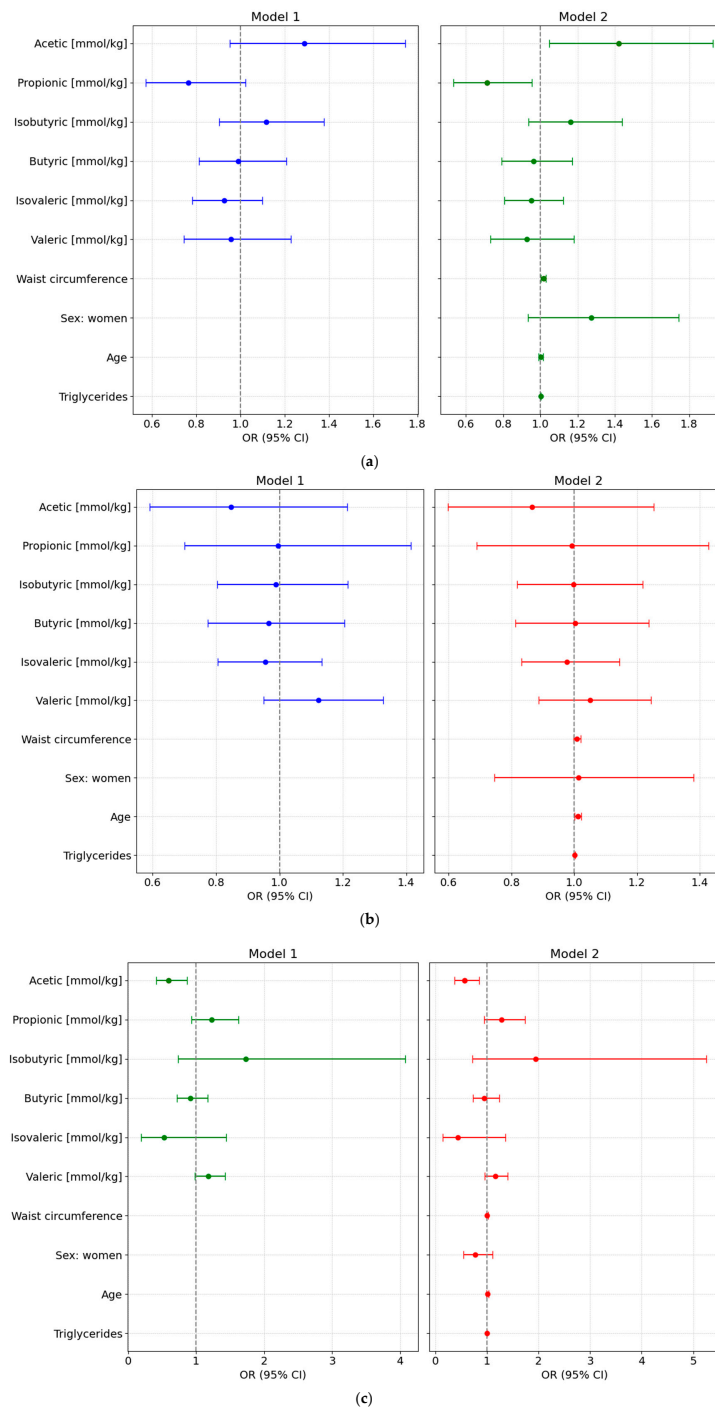 Model 1
Model 2
Acetic [mmol/kg]
Propionic [mmol/kg]
Isobutyric [mmol/kg]
Butyric [mmol/kg]
Isovaleric [mmol/kg]
Valeric [mmol/kg]
Waist circumference
Sex: women
Age
Triglycerides
0.6 0.8 1.0 1.2 1.4 1.6 1.8
OR (95% CI)
0.6 0.8 1.0 1.2 1.4 1.6 1.8
OR (95% CI)
(a)
Model 1
Model 2
Acetic [mmol/kg]
Propionic [mmol/kg]
Isobutyric [mmol/kg]
Butyric [mmol/kg]
Isovaleric [mmol/kg]
Valeric [mmol/kg]
Waist circumference
Sex: women
Age
Triglycerides
0.6 0.8 1.0 1.2 1.4
OR (95% CI)
0.6 0.8 1.0 1.2 1.4
OR (95% CI)
(b)
Model 1
Model 2
Acetic [mmol/kg]
Propionic [mmol/kg]
Isobutyric [mmol/kg]
Butyric [mmol/kg]
Isovaleric [mmol/kg]
Valeric [mmol/kg]
Waist circumference
Sex: women
Age
Triglycerides
0 1 2 3 4
OR (95% CI)
0 1 2 3 4 5
OR (95% CI)
(c)